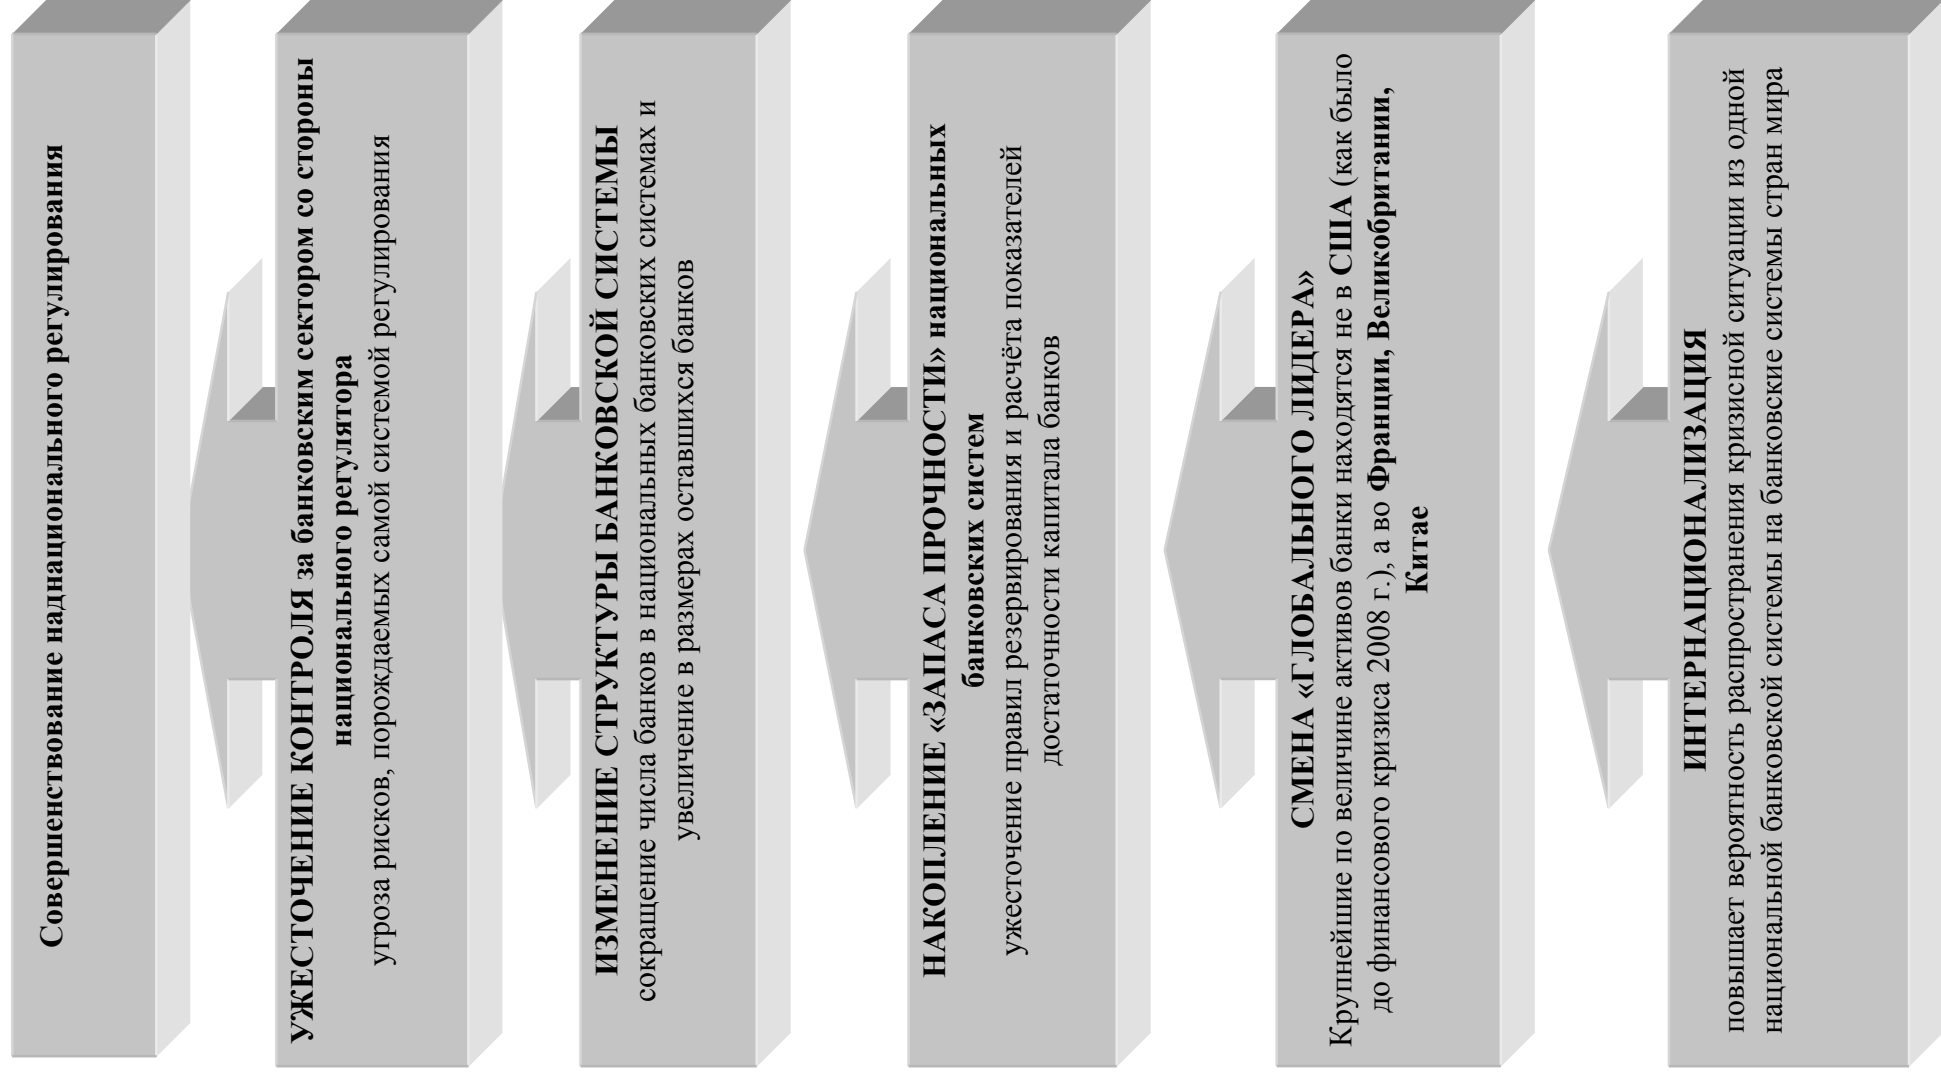 Совершенствование наднационального регулирования
УЖЕСТОЧЕНИЕ КОНТРОЛЯ за банковским сектором со стороны
национального регулятора
угроза рисков, порождаемых самой системой регулирования
ИЗМЕНЕНИЕ СТРУКТУРЫ БАНКОВСКОЙ СИСТЕМЫ
сокращение числа банков в национальных банковских системах и
увеличение в размерах оставшихся банков
НАКОПЛЕНИЕ «ЗАПАСА ПРОЧНОСТИ» национальных
банковских систем
ужесточение правил резервирования и расчёта показателей
достаточности капитала банков
СМЕНА «ГЛОБАЛЬНОГО ЛИДЕРА»
Крупнейшие по величине активов банки находятся не в США (как было
до финансового кризиса 2008 г.), а во Франции, Великобритании,
Китае
ИНТЕРНАЦИОНАЛИЗАЦИЯ
повышает вероятность распространения кризисной ситуации из одной
национальной банковской системы на банковские системы стран мира